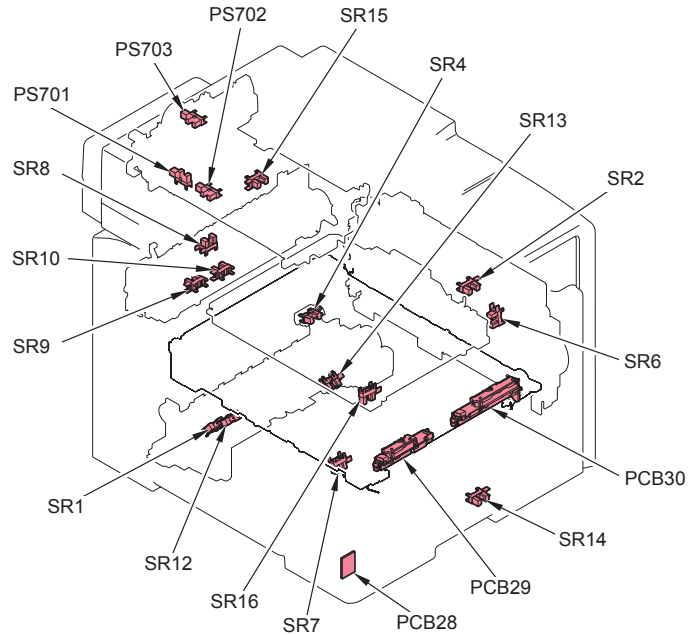 PS702
SR15
PS703
SR4
PS701
SR13
SR8
SR2
SR10
SR9
SR6
SR1
PCB30
SR12
SR14
SR16
PCB29
SR7
PCB28